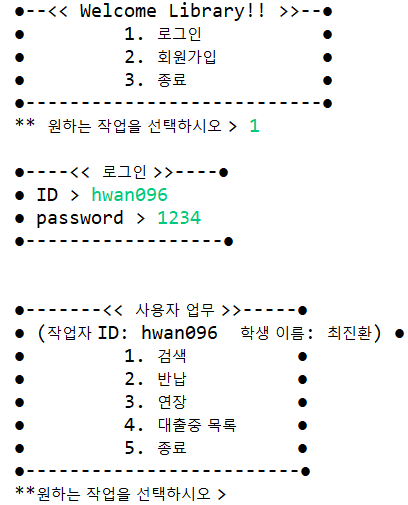 ●--<< Welcome Library!! >>--●
●         1. 로그인         ●
●         2. 회원가입         ●
●         3. 종료         ●
●---------------------------●
** 원하는 작업을 선택하시오 > 1
●----<< 로그인 >>----●
● ID > hwan096
● password > 1234
●------------------●
●-------<< 사용자 업무 >>-----●
● (작업자 ID: hwan096  학생 이름: 최진환) ●
●         1. 검색         ●
●         2. 반납         ●
●         3. 연장         ●
●         4. 대출중 목록         ●
●         5. 종료         ●
●-------------------------●
**원하는 작업을 선택하시오 >